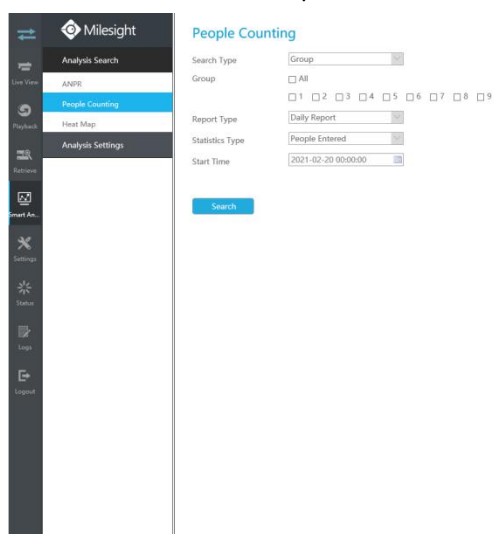 Milesight
Live View
Playback
Retrieve
Smart An...
Settings
Status
Logs
Logout
Analysis Search
ANPR
People Counting
Heat Map
Analysis Settings
People Counting
Search Type Group
Group All
1 2 3 4 5 6 7 8 9
Report Type Daily Report
Statistics Type People Entered
Start Time 2021-02-20 00:00:00
Search